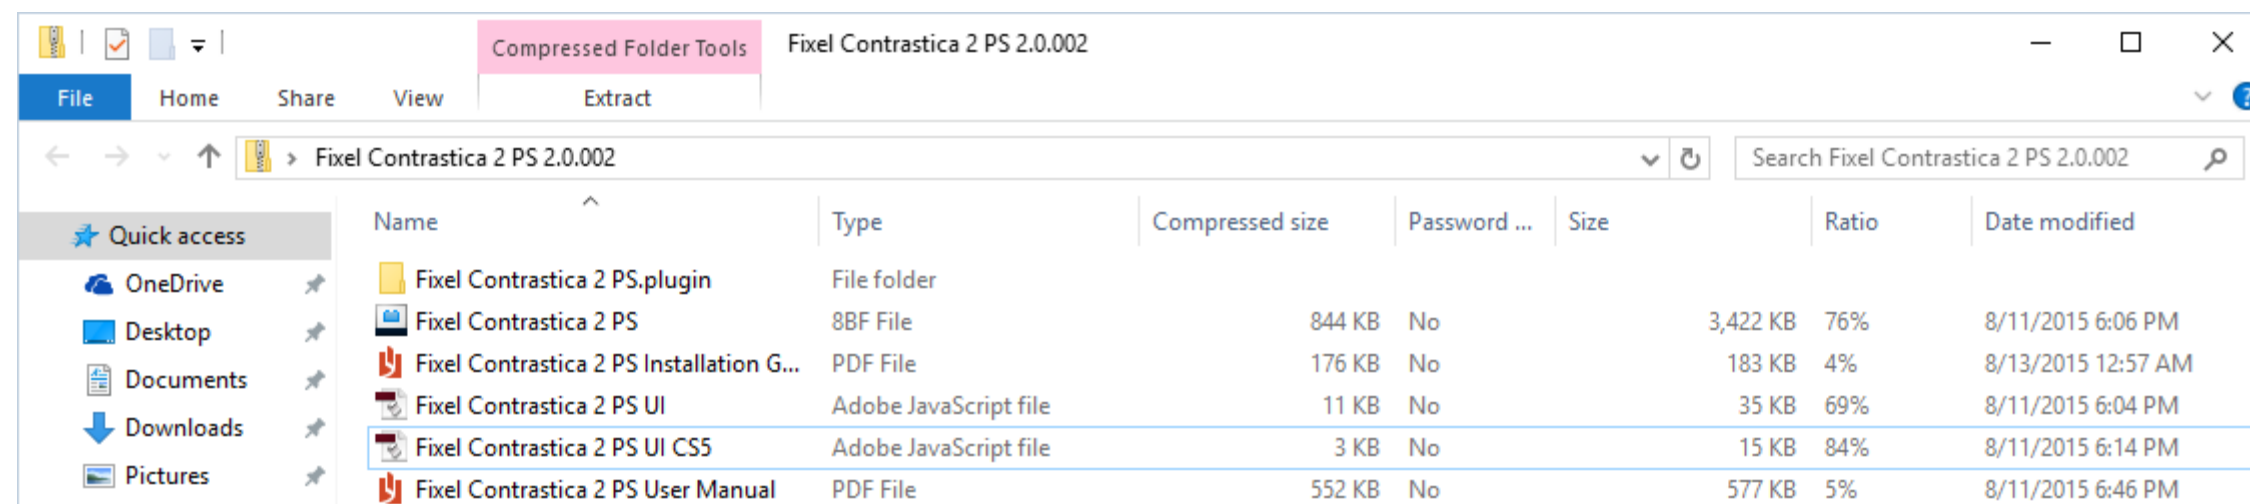 Compressed Folder Tools Fixel Contrastica 2 PS 2.0.002
File Home Share View Extract
Fixel Contrastica 2 PS 2.0.002 Search Fixel Contrastica 2 PS 2.0.002
Name Type Compressed size Password ... Size Ratio Date modified
Quick access
OneDrive
Desktop
Documents
Downloads
Pictures
Fixel Contrastica 2 PS.plugin File folder
Fixel Contrastica 2 PS 8BF File 844 KB No 3,422 KB 76% 8/11/2015 6:06 PM
Fixel Contrastica 2 PS Installation G... PDF File 176 KB No 183 KB 4% 8/13/2015 12:57 AM
Fixel Contrastica 2 PS UI Adobe JavaScript file 11 KB No 35 KB 69% 8/11/2015 6:04 PM
Fixel Contrastica 2 PS UI CS5 Adobe JavaScript file 3 KB No 15 KB 84% 8/11/2015 6:14 PM
Fixel Contrastica 2 PS User Manual PDF File 552 KB No 577 KB 5% 8/11/2015 6:46 PM